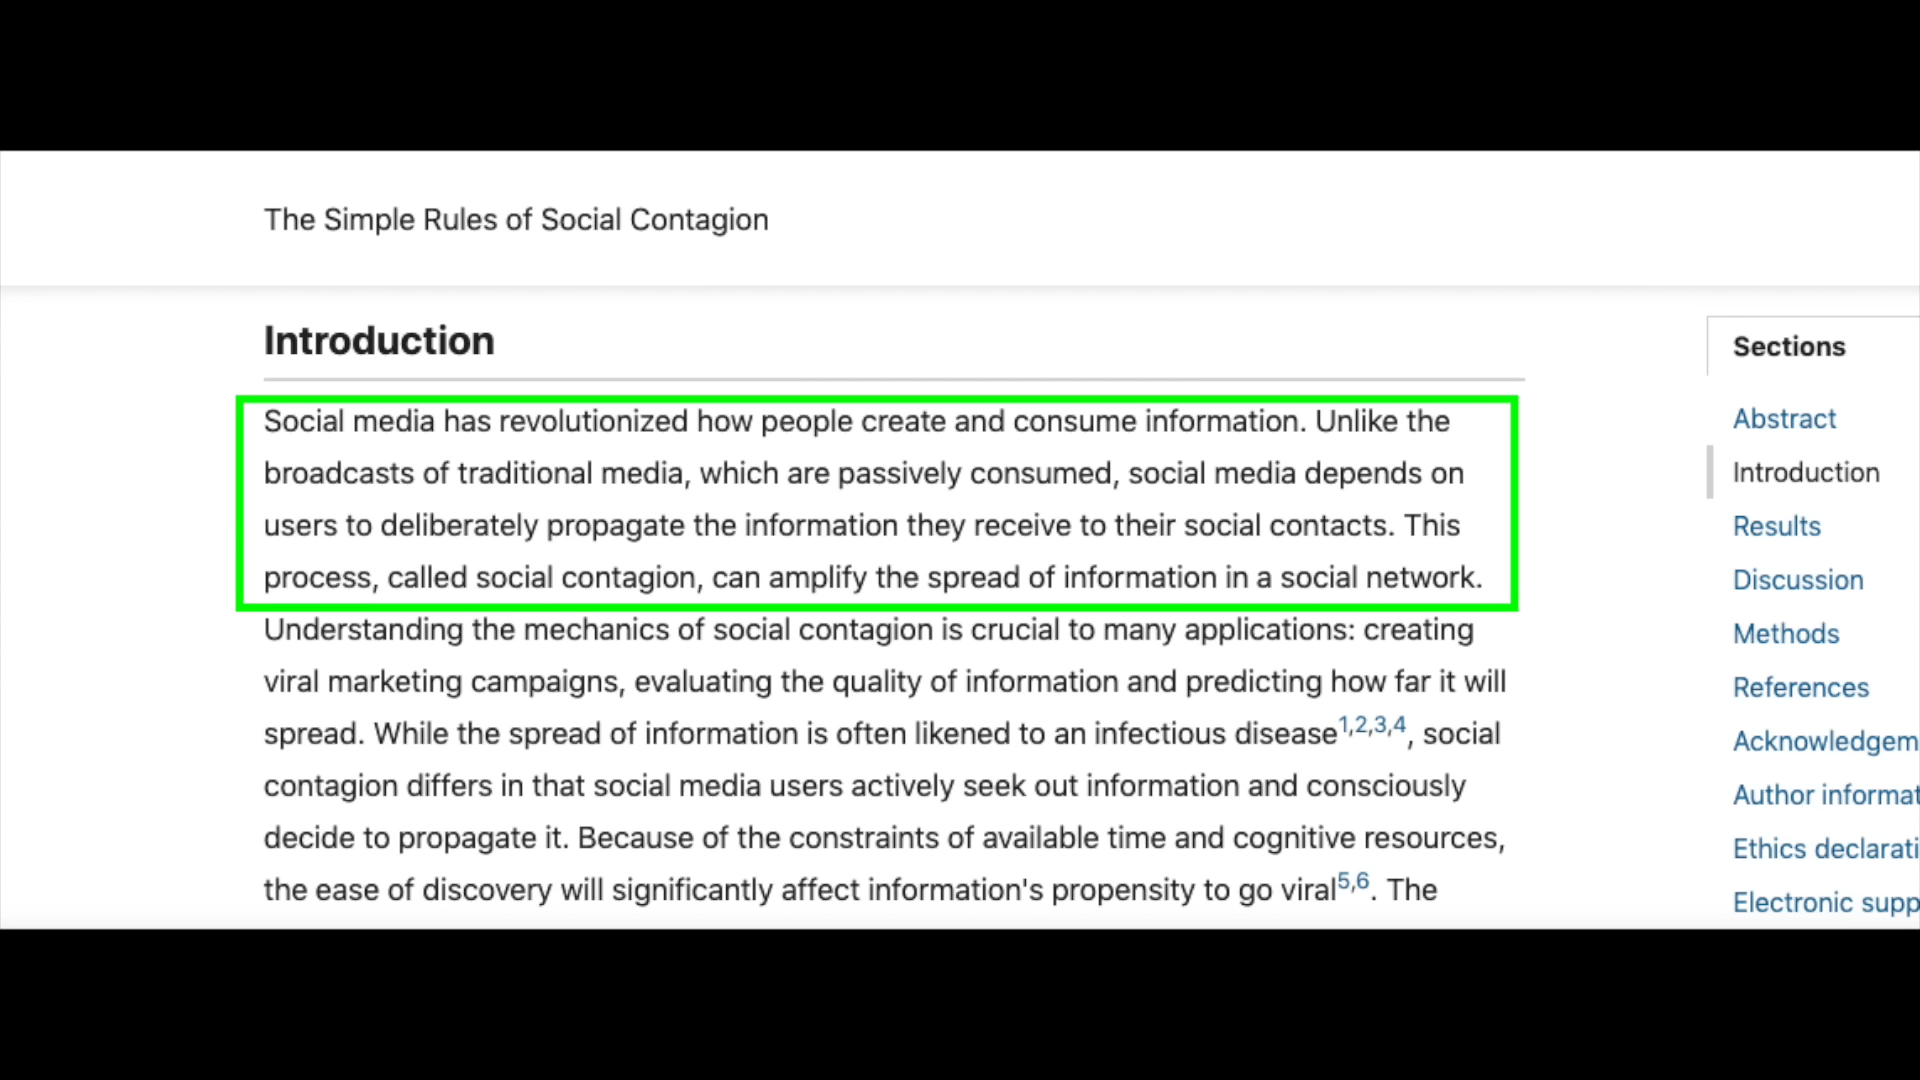 The Simple Rules of Social Contagion
Introduction
Social media has revolutionized how people create and consume information. Unlike the
broadcasts of traditional media, which are passively consumed, social media depends on
users to deliberately propagate the information they receive to their social contacts. This
process, called social contagion, can amplify the spread of information in a social network.
Understanding the mechanics of social contagion is crucial to many applications: creating
viral marketing campaigns, evaluating the quality of information and predicting how far it will
spread. While the spread of information is often likened to an infectious disease1,2,3,4, social
contagion differs in that social media users actively seek out information and consciously
decide to propagate it. Because of the constraints of available time and cognitive resources,
the ease of discovery will significantly affect information's propensity to go viral5,6. The
Sections
Abstract
Introduction
Results
Discussion
Methods
References
Acknowledgem
Author informat
Ethics declarati
Electronic supp